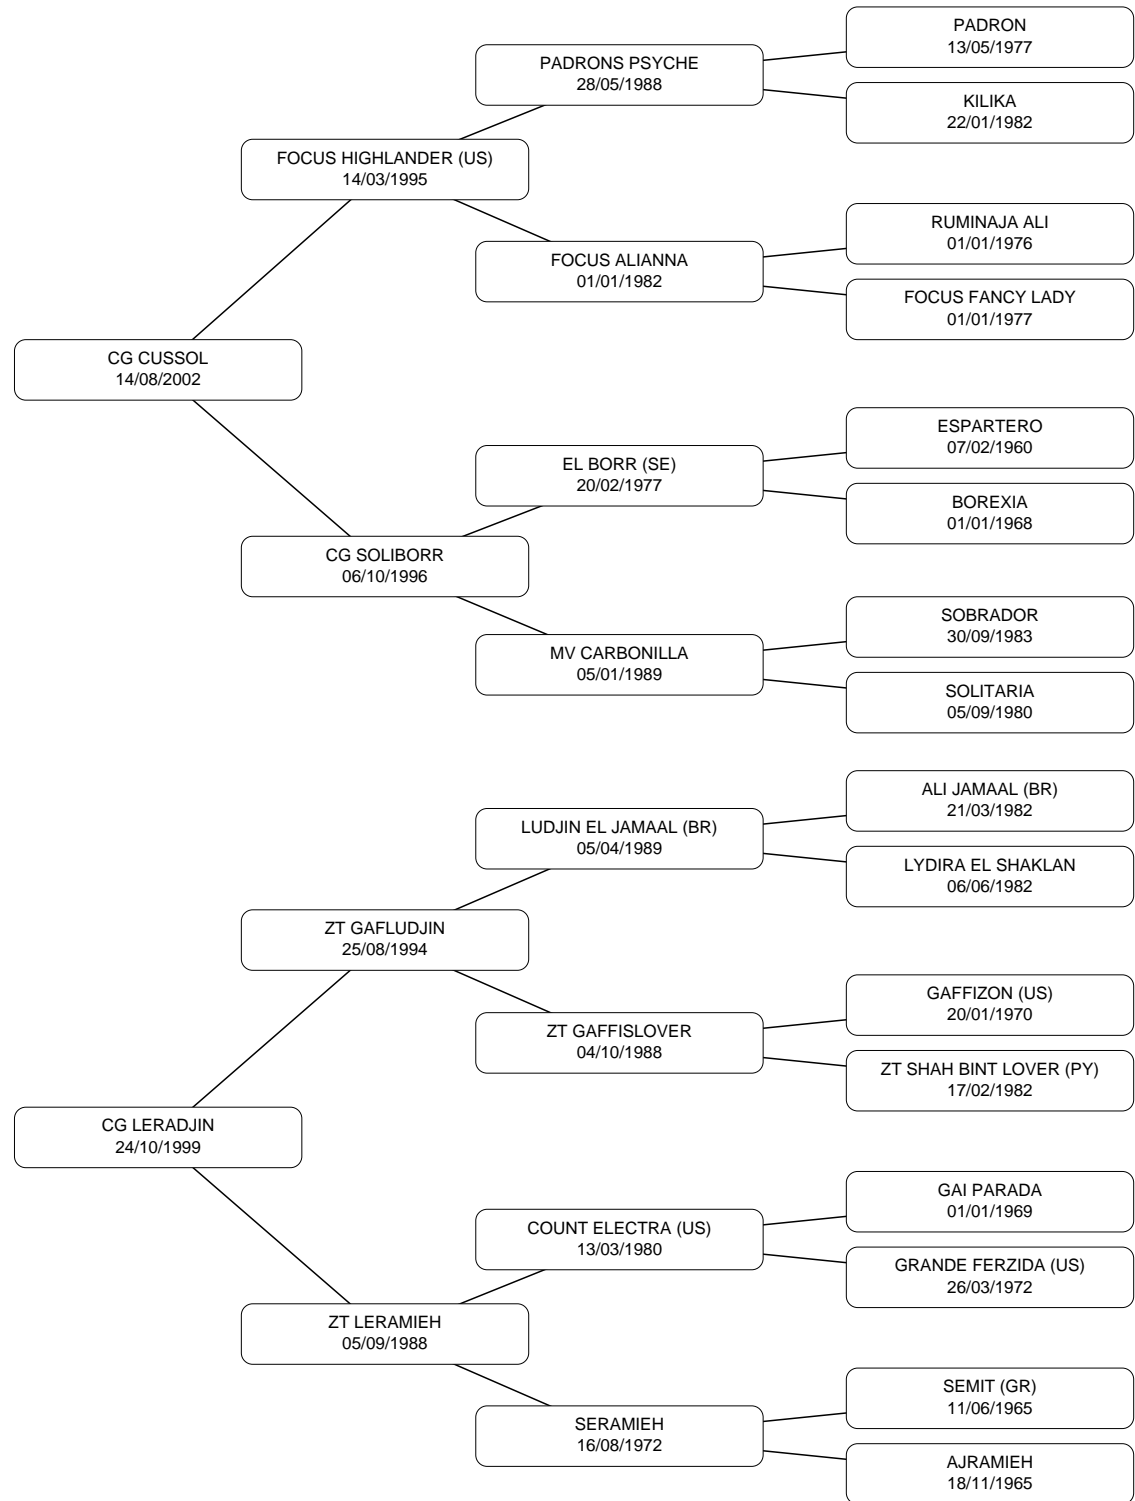 PADRON
13/05/1977
PADRONS PSYCHE
28/05/1988
KILIKA
22/01/1982
FOCUS HIGHLANDER (US)
14/03/1995
RUMINAJA ALI
01/01/1976
FOCUS ALIANNA
01/01/1982
FOCUS FANCY LADY
01/01/1977
CG CUSSOL
14/08/2002
ESPARTERO
07/02/1960
EL BORR (SE)
20/02/1977
BOREXIA
01/01/1968
CG SOLIBORR
06/10/1996
SOBRADOR
30/09/1983
MV CARBONILLA
05/01/1989
SOLITARIA
05/09/1980
ALI JAMAAL (BR)
21/03/1982
LUDJIN EL JAMAAL (BR)
05/04/1989
LYDIRA EL SHAKLAN
06/06/1982
ZT GAFLUDJIN
25/08/1994
GAFFIZON (US)
20/01/1970
ZT GAFFISLOVER
04/10/1988
ZT SHAH BINT LOVER (PY)
17/02/1982
CG LERADJIN
24/10/1999
GAI PARADA
01/01/1969
COUNT ELECTRA (US)
13/03/1980
GRANDE FERZIDA (US)
26/03/1972
ZT LERAMIEH
05/09/1988
SEMIT (GR)
11/06/1965
SERAMIEH
16/08/1972
AJRAMIEH
18/11/1965